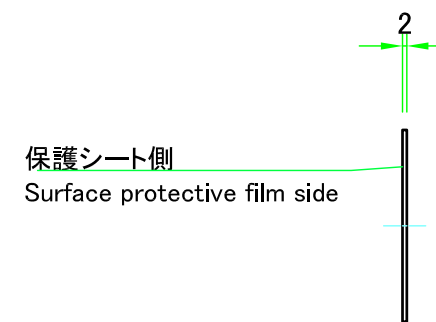 2
保護シート側
Surface protective film side